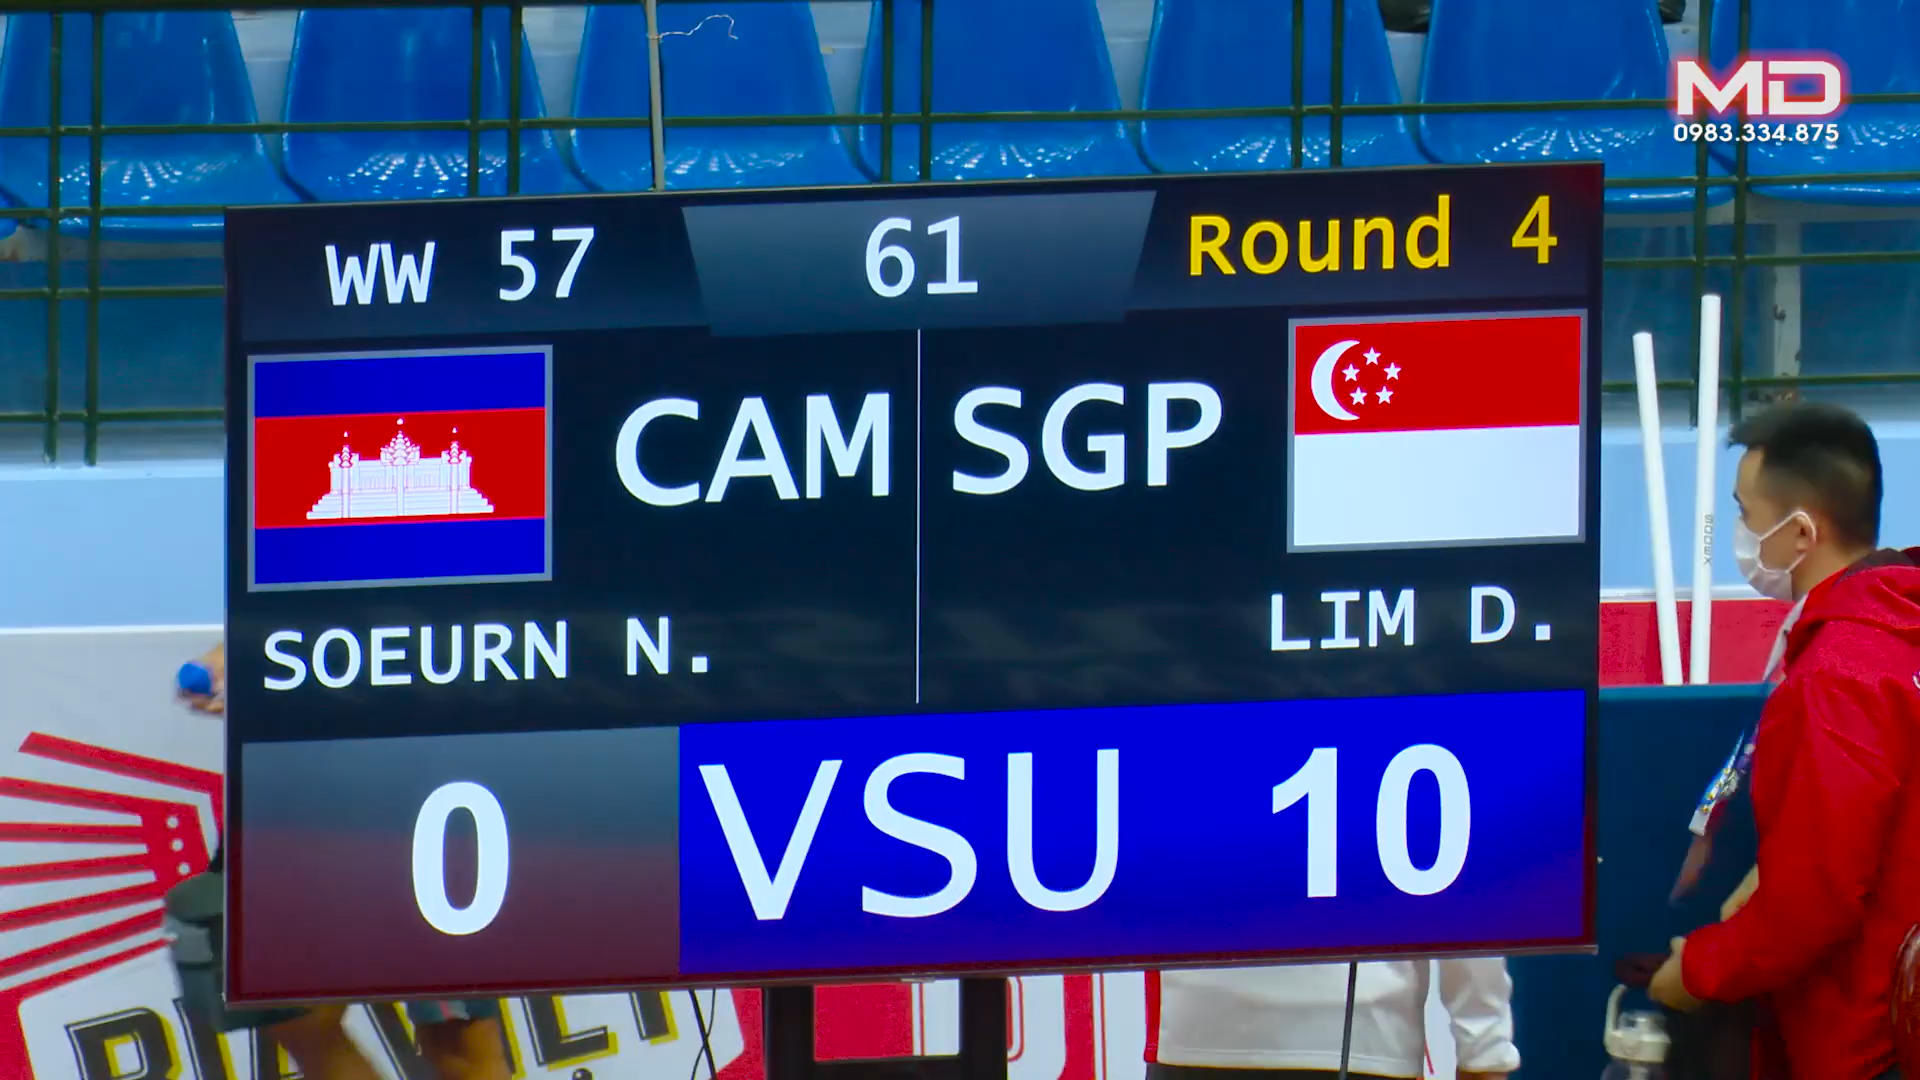 MD
0983.334.875
WW 57
61
Round 4
CAM
SGP
SOEURN N.
LIM D.
0
VSU 10